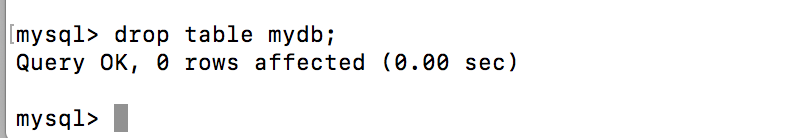 [mysql> drop table mydb;
Query OK, 0 rows affected (0.00 sec)
mysql>